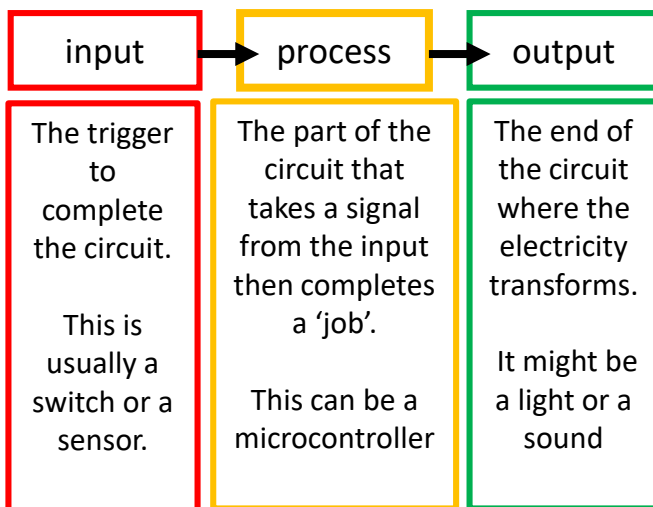 input
process
output
The trigger
to
complete
the circuit.
This is
usually a
switch or a
sensor.
The part of the
circuit that
takes a signal
from the input
then completes
a ‘job’.
This can be a
microcontroller
The end of
the circuit
where the
electricity
transforms.
It might be
a light or a
sound